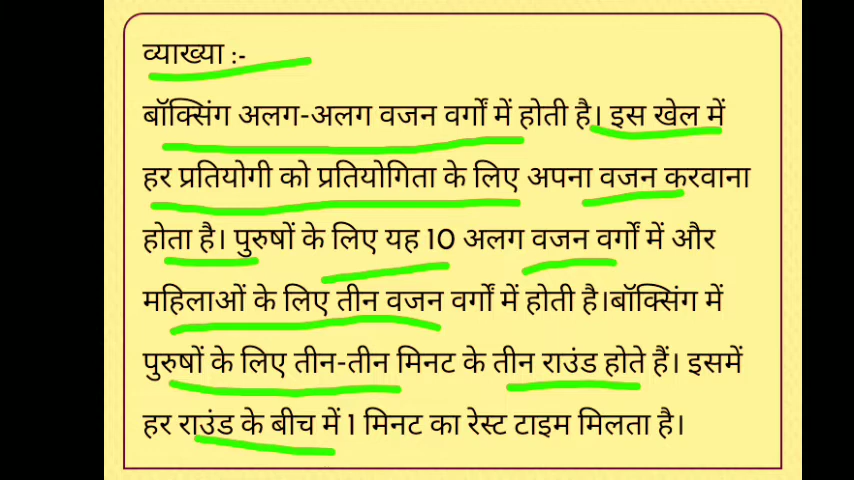 व्याख्या :-
बॉक्सिंग अलग-अलग वजन वर्गों में होती है। इस खेल में
हर प्रतियोगी को प्रतियोगिता के लिए अपना वजन करवाना
होता है। पुरुषों के लिए यह 10 अलग वजन वर्गों में और
महिलाओं के लिए तीन वजन वर्गों में होती है।बॉक्सिंग में
पुरुषों के लिए तीन-तीन मिनट के तीन राउंड होते हैं। इसमें
हर राउंड के बीच में 1 मिनट का रेस्ट टाइम मिलता है।